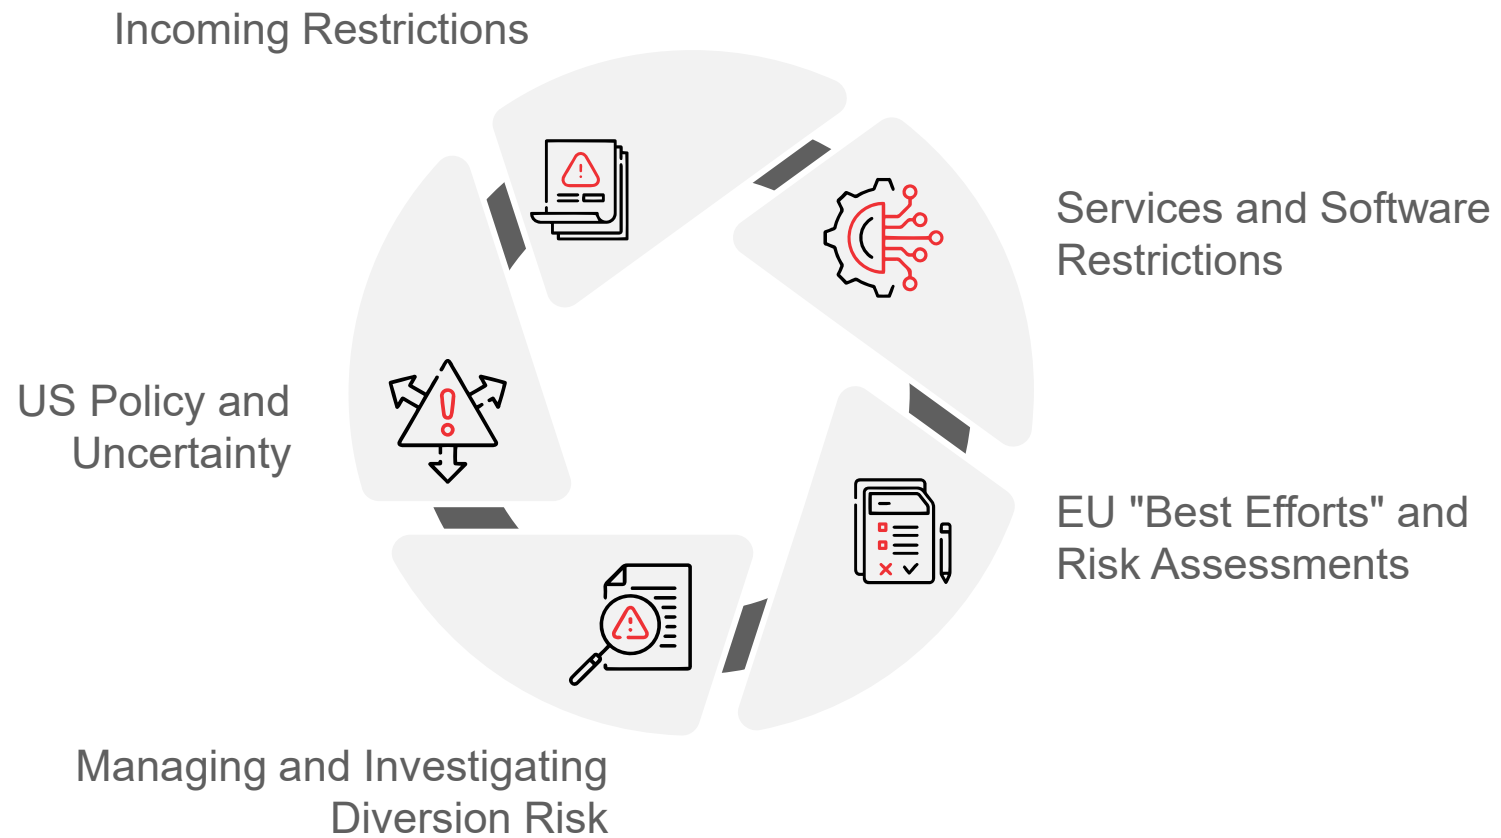 Incoming Restrictions
Services and Software
Restrictions
US Policy and
Uncertainty
EU "Best Efforts" and
Risk Assessments
Managing and Investigating
Diversion Risk